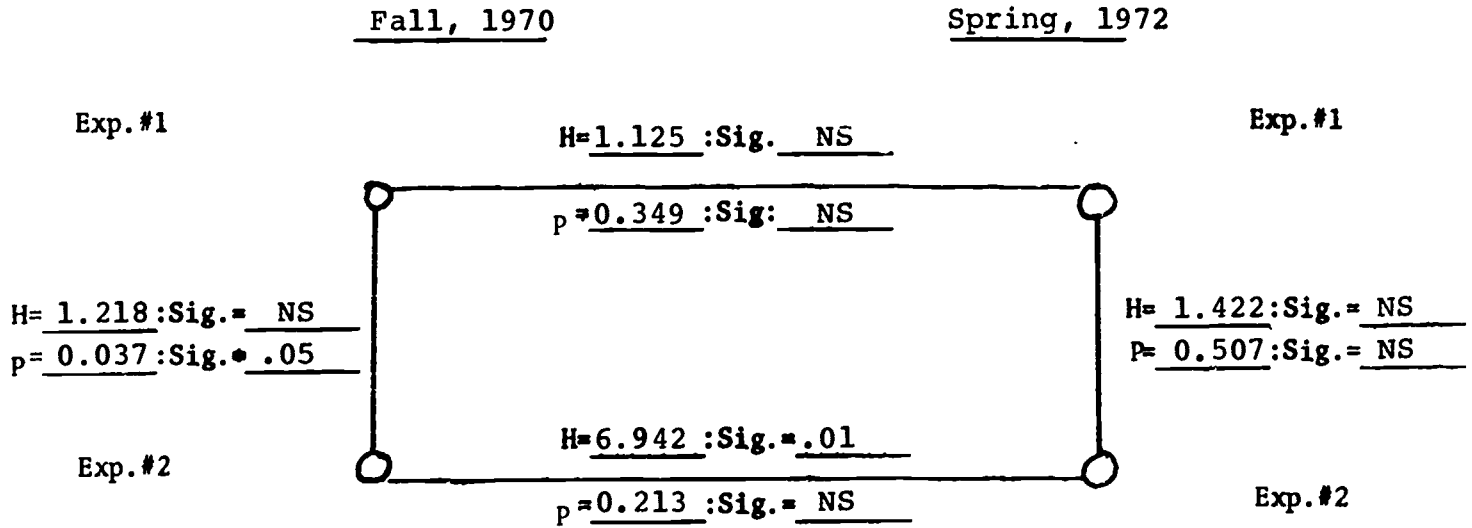 Fall, 1970
Spring, 1972
Exp.#1
Exp.#1
H=1.125 :Sig. NS
p =0.349 :Sig: NS
H= 1.218:Sig.= NS
p= 0.037:Sig.= .05
H= 1.422:Sig.= NS
P= 0.507:Sig.= NS
H=6.942 :Sig.=.01
p =0.213 :Sig.= NS
Exp.#2
Exp.#2